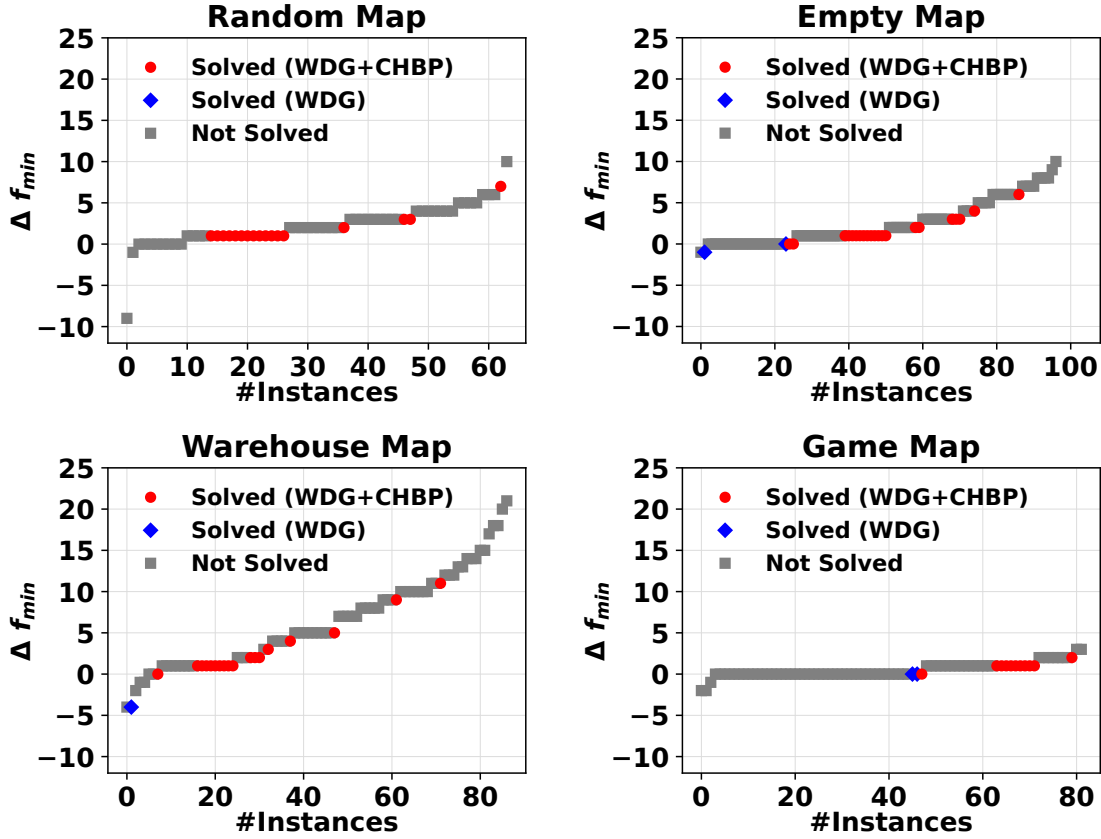 Random Map
25
20
15
10
5
0
−5
−10
Δ f_min
Solved (WDG+CHBP)
Solved (WDG)
Not Solved
0 10 20 30 40 50 60
#Instances
Empty Map
25
20
15
10
5
0
−5
−10
Δ f_min
Solved (WDG+CHBP)
Solved (WDG)
Not Solved
0 20 40 60 80 100
#Instances
Warehouse Map
25
20
15
10
5
0
−5
−10
Δ f_min
Solved (WDG+CHBP)
Solved (WDG)
Not Solved
0 20 40 60 80
#Instances
Game Map
25
20
15
10
5
0
−5
−10
Δ f_min
Solved (WDG+CHBP)
Solved (WDG)
Not Solved
0 20 40 60 80
#Instances